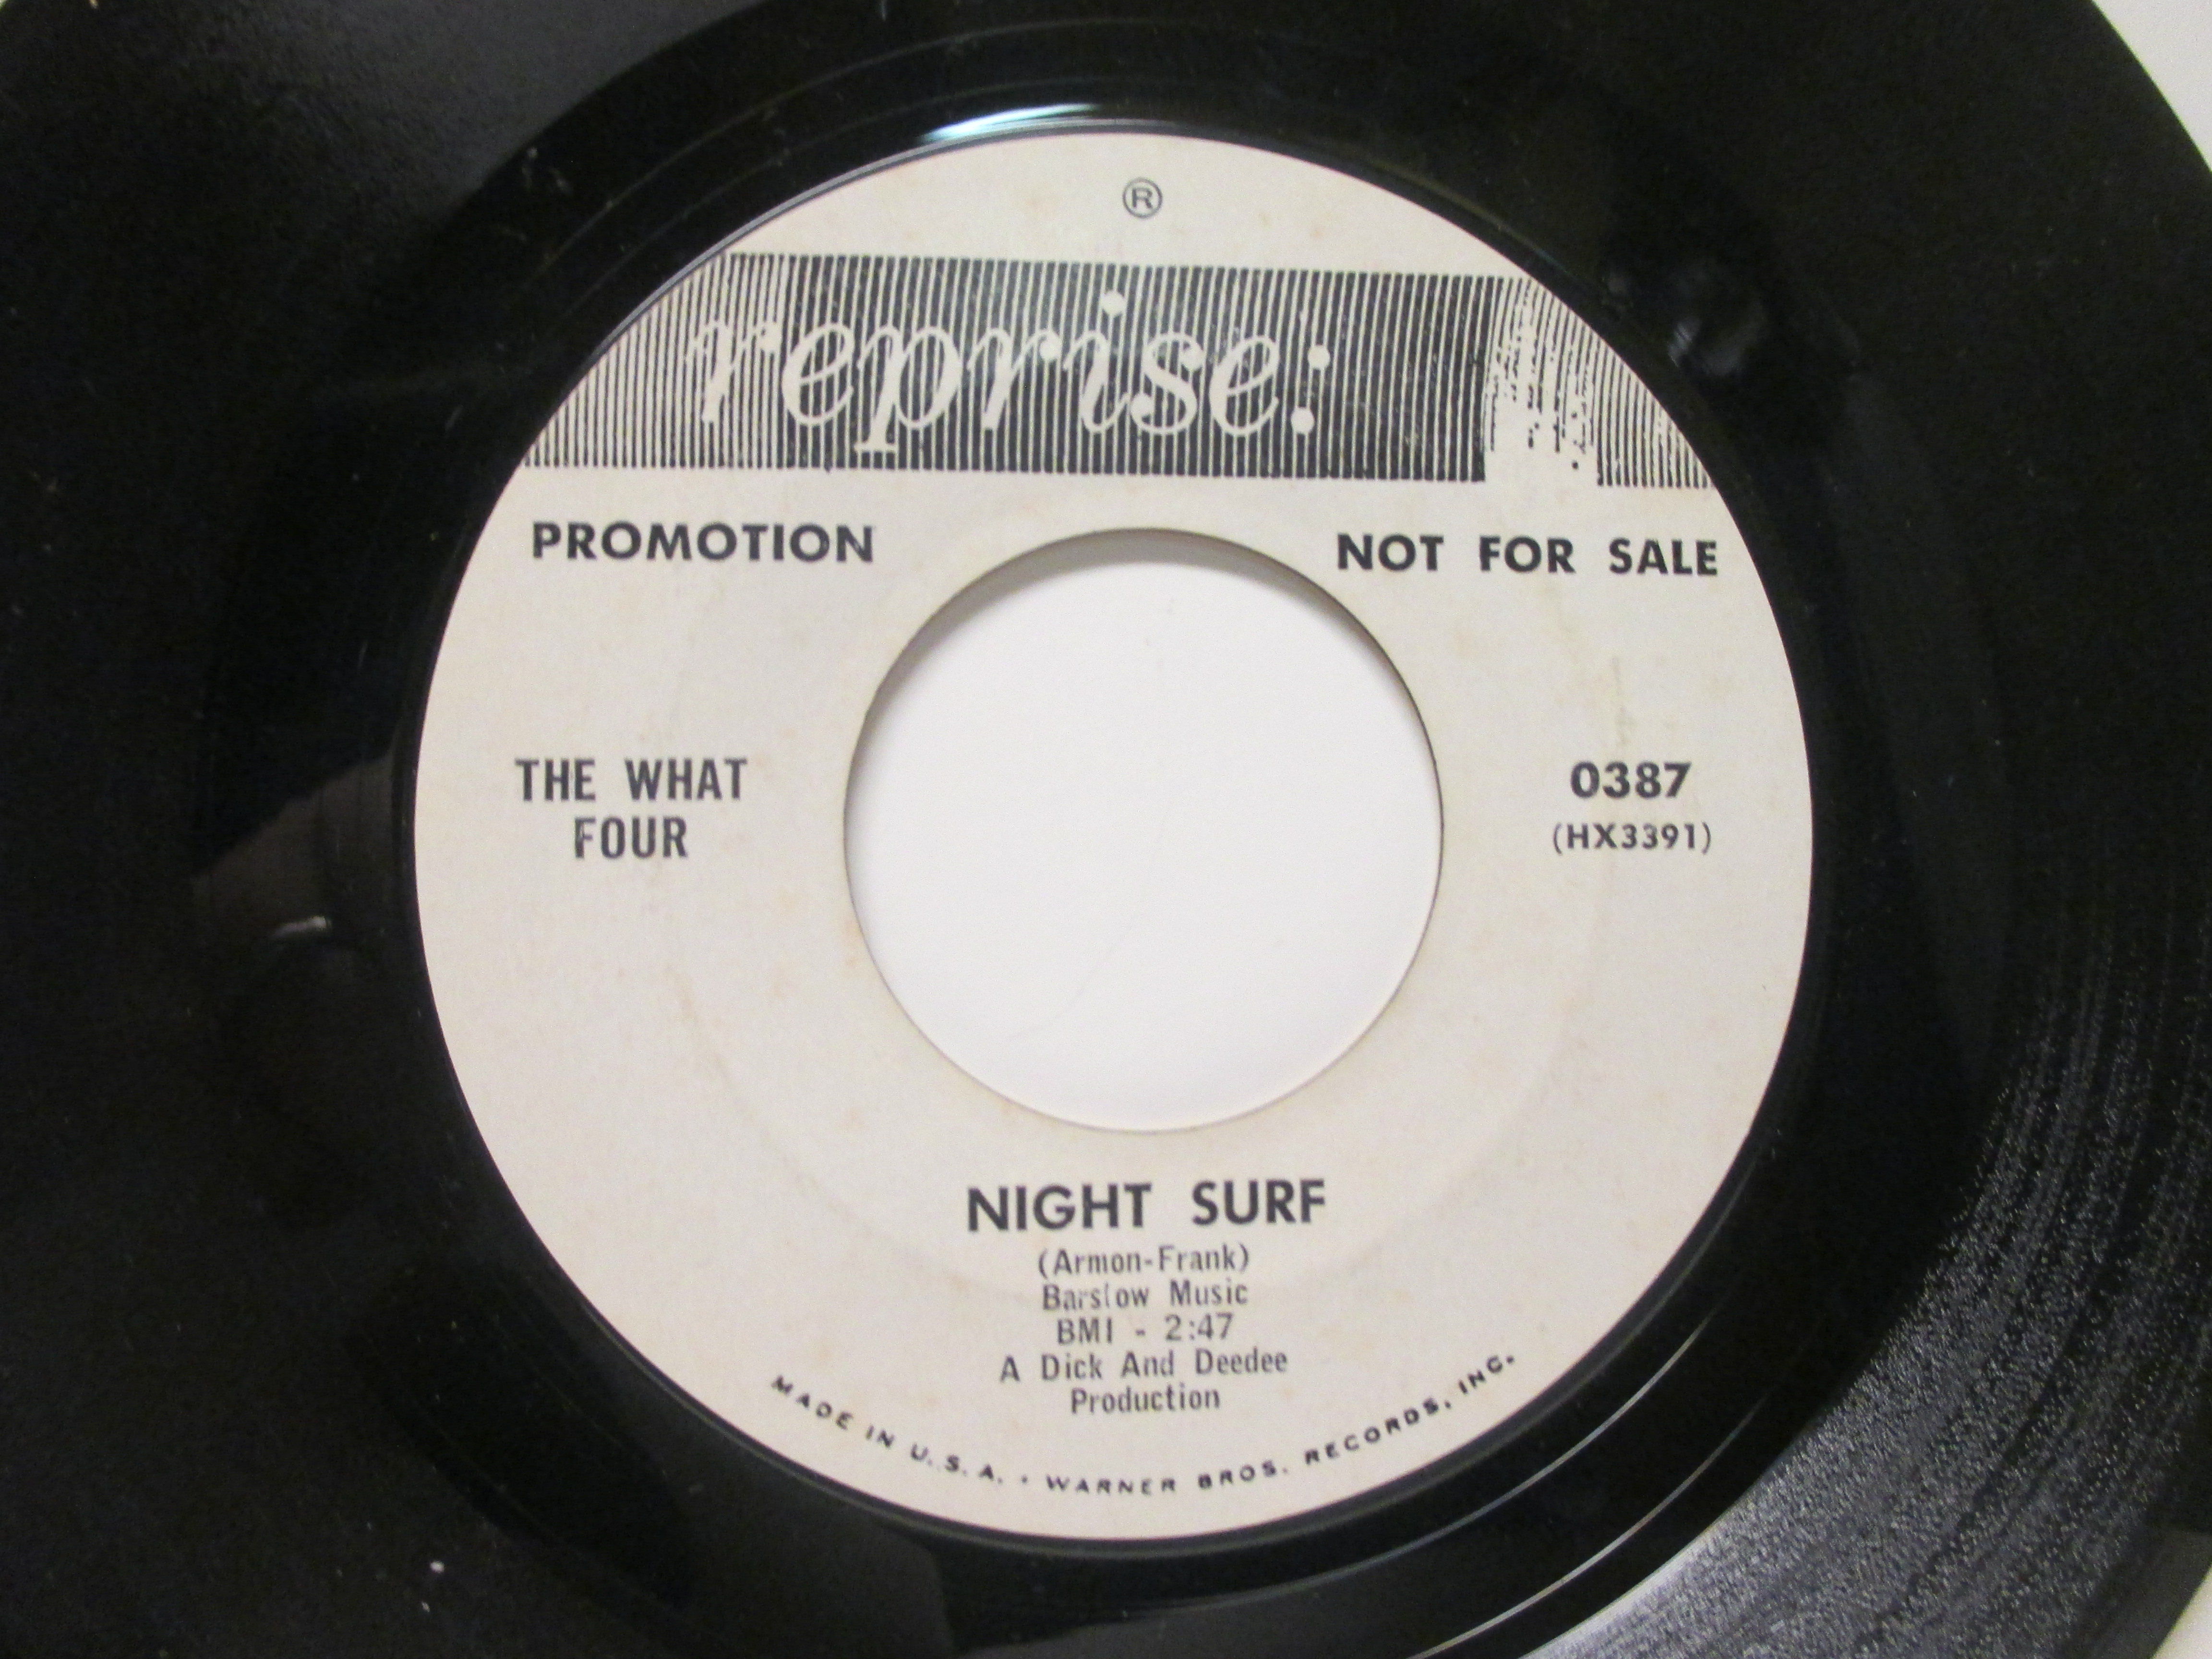 ®
reprise:
PROMOTION
NOT FOR SALE
THE WHAT
FOUR
0387
(HX3391)
NIGHT SURF
(Armon-Frank)
Barstow Music
BMI - 2:47
A Dick And Deedee
Production
MADE IN U.S.A. • WARNER BROS. RECORDS, INC.